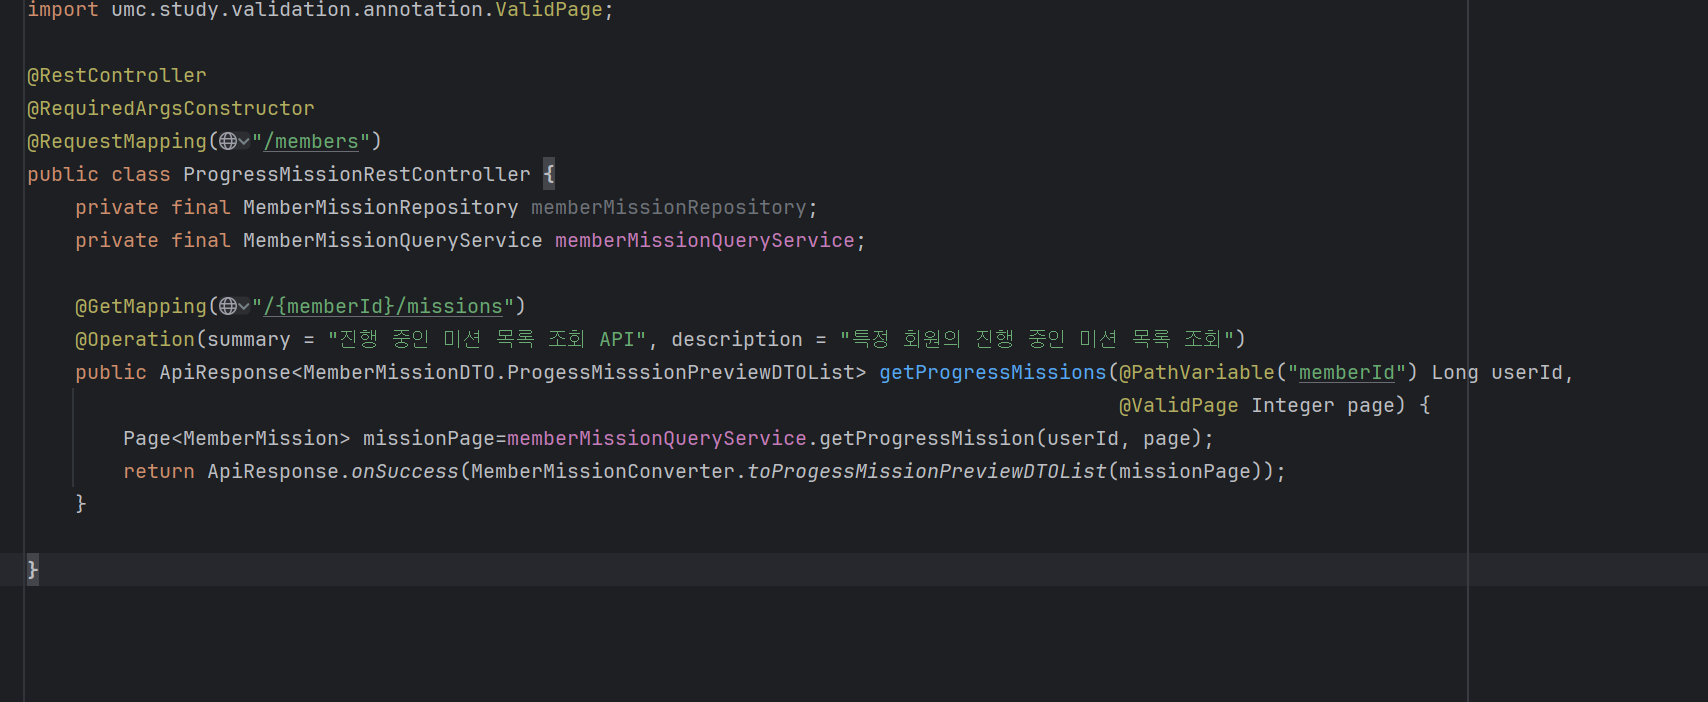 import umc.study.validation.annotation.ValidPage;
@RestController
@RequiredArgsConstructor
@RequestMapping("/members")
public class ProgressMissionRestController {
private final MemberMissionRepository memberMissionRepository;
private final MemberMissionQueryService memberMissionQueryService;
@GetMapping("/{memberId}/missions")
@Operation(summary = "진행 중인 미션 목록 조회 API", description = "특정 회원의 진행 중인 미션 목록 조회")
public ApiResponse<MemberMissionDTO.ProgessMisssionPreviewDTOList> getProgressMissions(@PathVariable("memberId") Long userId,
@ValidPage Integer page) {
Page<MemberMission> missionPage=memberMissionQueryService.getProgressMission(userId, page);
return ApiResponse.onSuccess(MemberMissionConverter.toProgessMissionPreviewDTOList(missionPage));
}
}